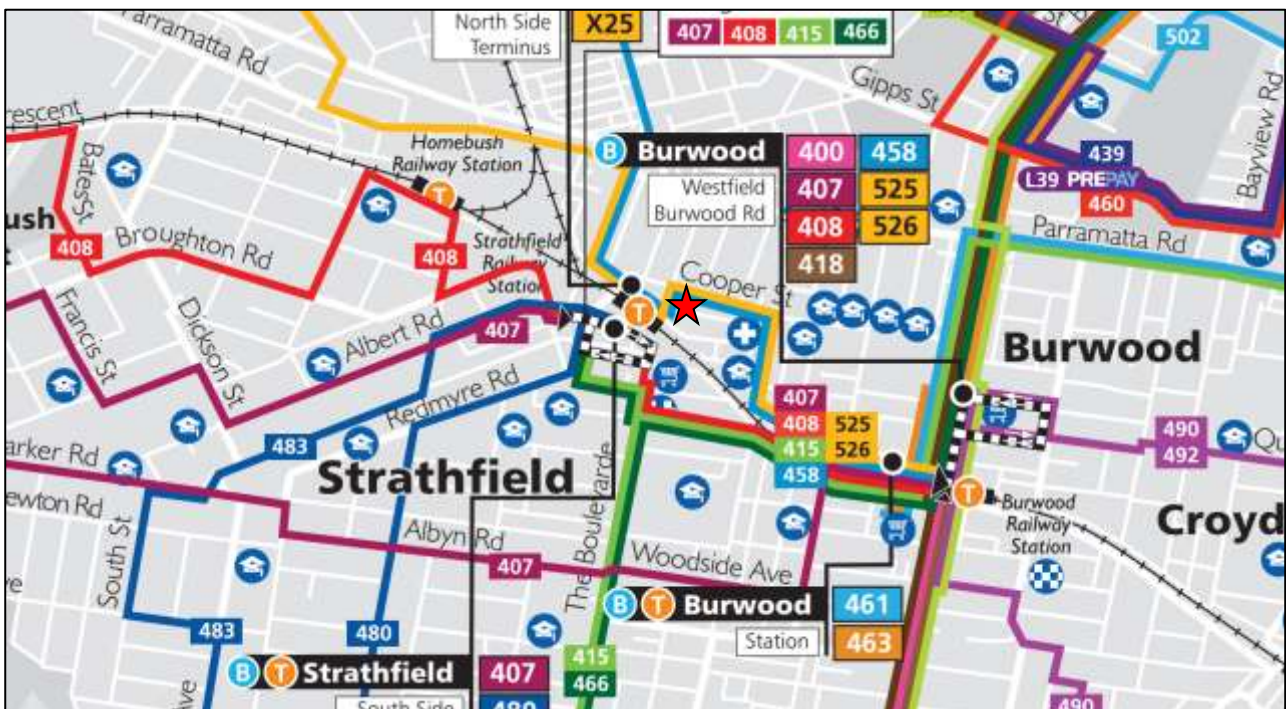 North Side
Terminus
X25
407 408 415 466
502
Parramatta Rd
Gipps St
St
Bayview Rd
rescent
Homebush
Railway Station
T
B Burwood
400 458
Westfield
Burwood Rd
407 525
408 526
418
439
L39 PREPAY
460
Parramatta Rd
Bates St
ush
408
Broughton Rd
408
Strathfield
Railway
Station
Cooper St
T
Francis St
Dickson St
Albert Rd
407
Burwood
Redmyre Rd
483
407
408 525
415 526
458
490
492
Qu
arker Rd
Strathfield
ewton Rd
T
Burwood
Railway
Station
Croyd
South St
Albyn Rd
407
The Boulevarde
Woodside Ave
ve
B T Burwood
461
Station
463
483
480
415
466
B T Strathfield
407
South Side
480
Ave
490